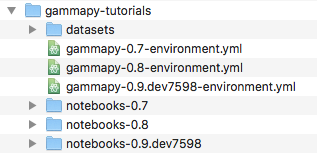 gammapy-tutorials
datasets
gammapy-0.7-environment.yml
gammapy-0.8-environment.yml
gammapy-0.9.dev7598-environment.yml
notebooks-0.7
notebooks-0.8
notebooks-0.9.dev7598